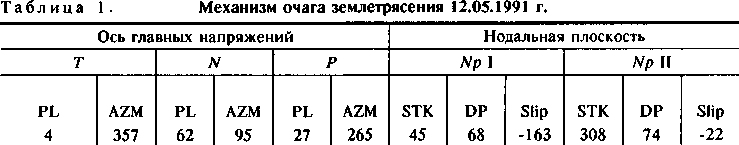 Таблица 1. Механизм очага землетрясения 12.05.1991 г.
Ось главных напряжений Нодальная плоскость
T N P Np I Np II
PL AZM PL AZM PL AZM STK DP Slip STK DP Slip
4 357 62 95 27 265 45 68 -163 308 74 -22